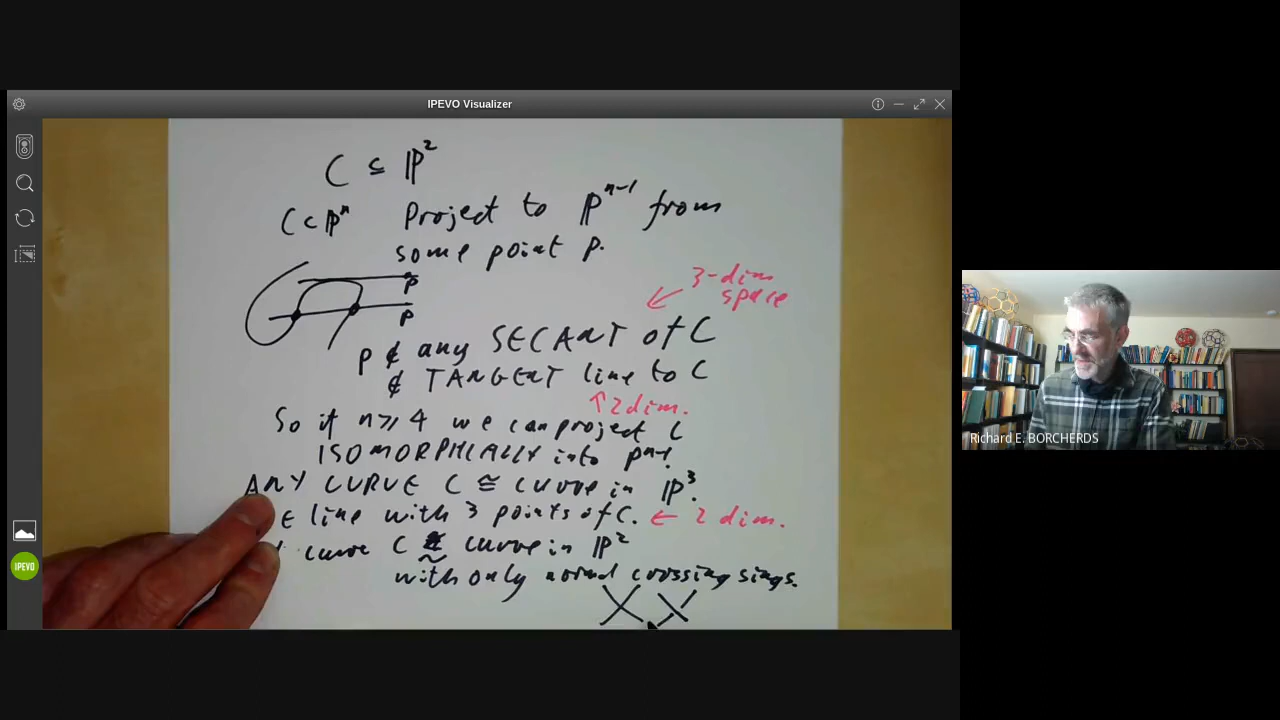 IPEVO Visualizer
C ⊆ ℙ²
C ⊂ ℙⁿ Project to ℙⁿ⁻¹ from
some point p.
3-dim
space
p
p
p ∉ any SECANT of C
∉ TANGENT line to C
↑ 2 dim.
So if n ≥ 4 we can project C
ISOMORPHICALLY into Pⁿ⁻¹.
ANY CURVE C ≅ curve in ℙ³.
∈ line with 3 points of C. ← 2 dim.
curve C ~ curve in ℙ²
with only normal crossing sings.
Richard E. BORCHERDS
IPEVO